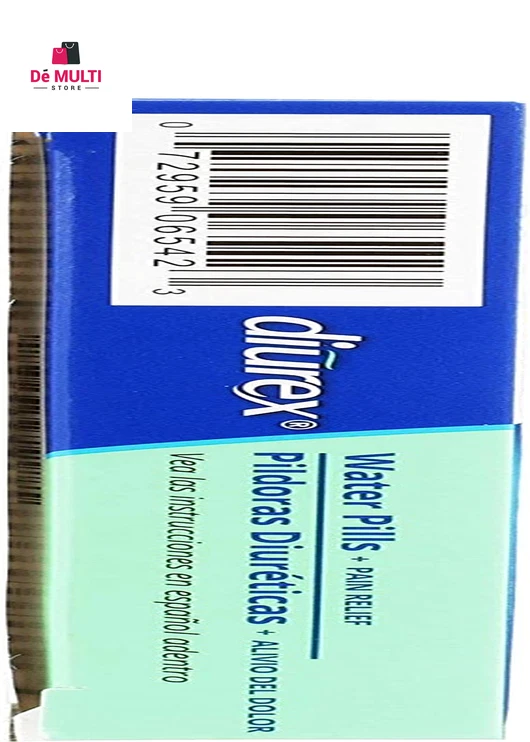 Dé MULTI
STORE
0 72959 06542 3
diurex®
Water Pills + PAIN RELIEF
Píldoras Diuréticas + ALIVIO DEL DOLOR
Vea las instrucciones en español adentro